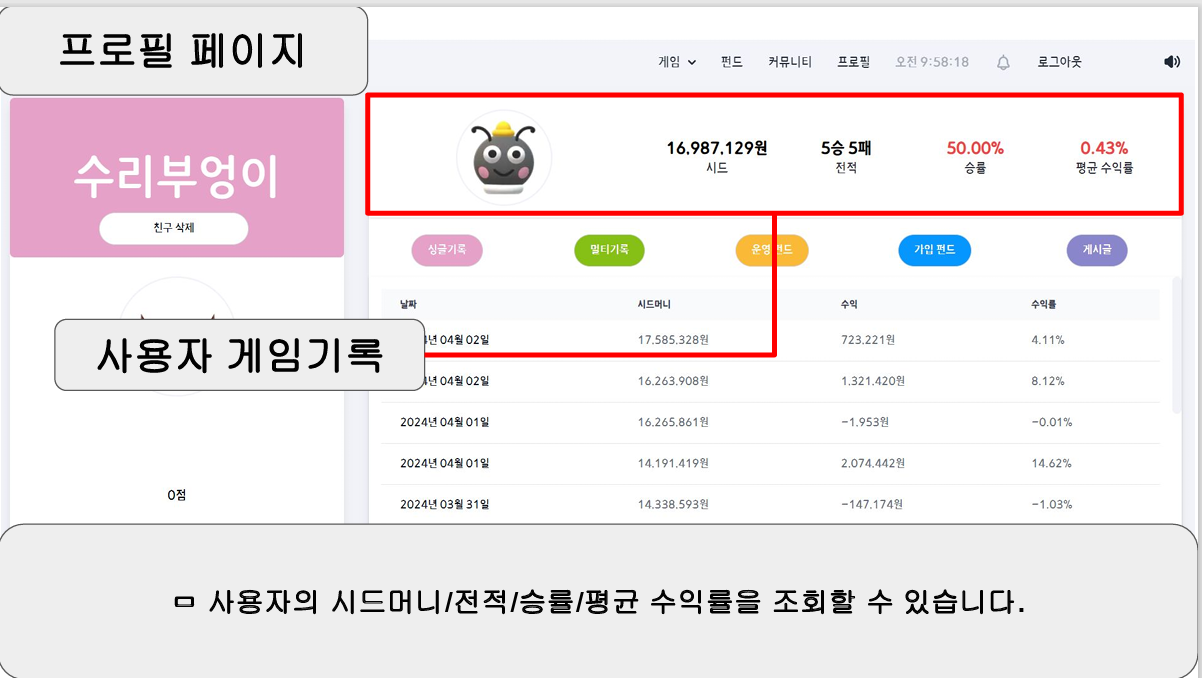 프로필 페이지
게임 펀드 커뮤니티 프로필 오전 9:58:18 로그아웃
수리부엉이
친구 삭제
16,987,129원 5승 5패 50.00% 0.43%
시드 전적 승률 평균 수익률
싱글기록 멀티기록 운영 펀드 가입 펀드 게시글
날짜 시드머니 수익 수익률
년 04월 02일 17,585,328원 723,221원 4.11%
사용자 게임기록
년 04월 02일 16,263,908원 1,321,420원 8.12%
2024년 04월 01일 16,265,861원 -1,953원 -0.01%
2024년 04월 01일 14,191,419원 2,074,442원 14.62%
0점
2024년 03월 31일 14,338,593원 -147,174원 -1.03%
ㅁ 사용자의 시드머니/전적/승률/평균 수익률을 조회할 수 있습니다.